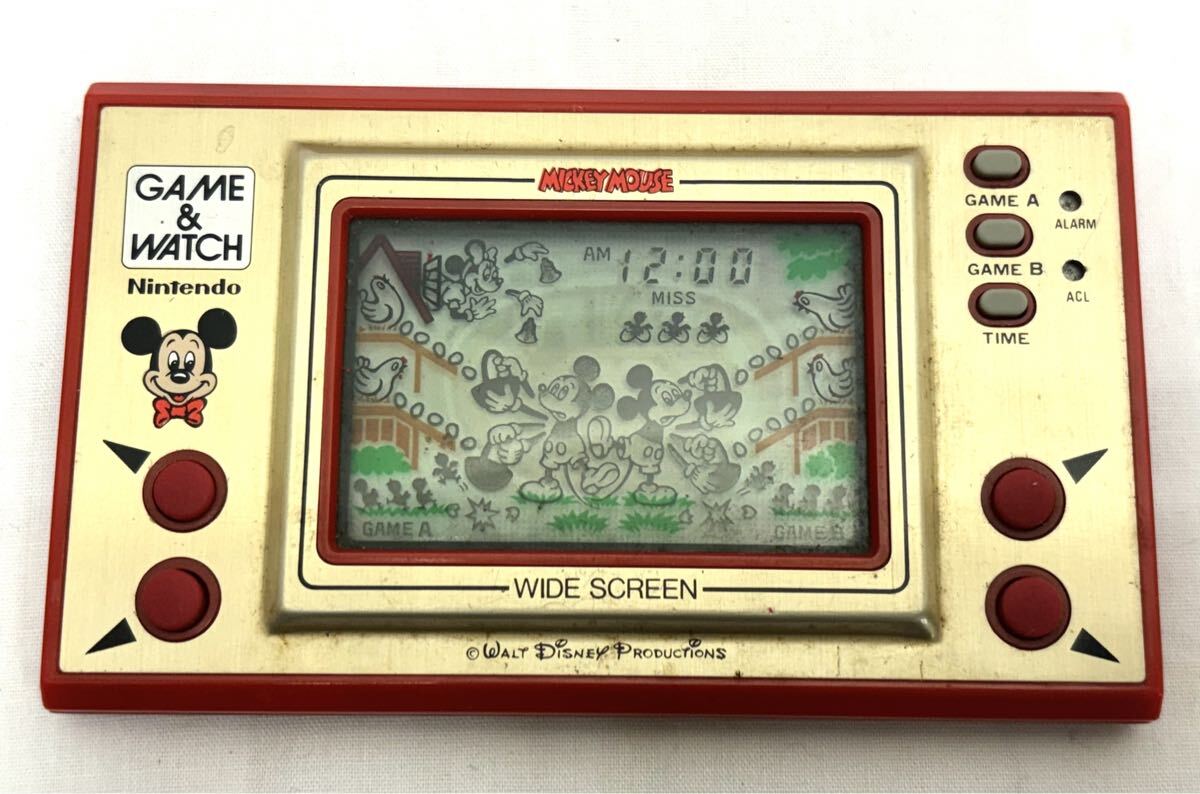 GAME
&
WATCH
Nintendo
MICKEY MOUSE
AM 12:00
MISS
GAME A
GAME B
WIDE SCREEN
© WALT DISNEY PRODUCTIONS
GAME A
ALARM
GAME B
ACL
TIME